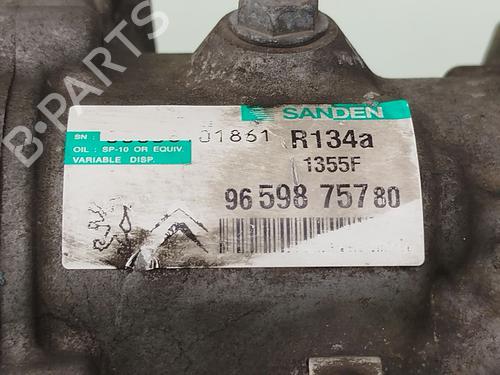 SANDEN
SN : 01861 R134a
OIL : SP-10 OR EQUIV.
VARIABLE DISP.
1355F
96 598 757 80
B-PARTS